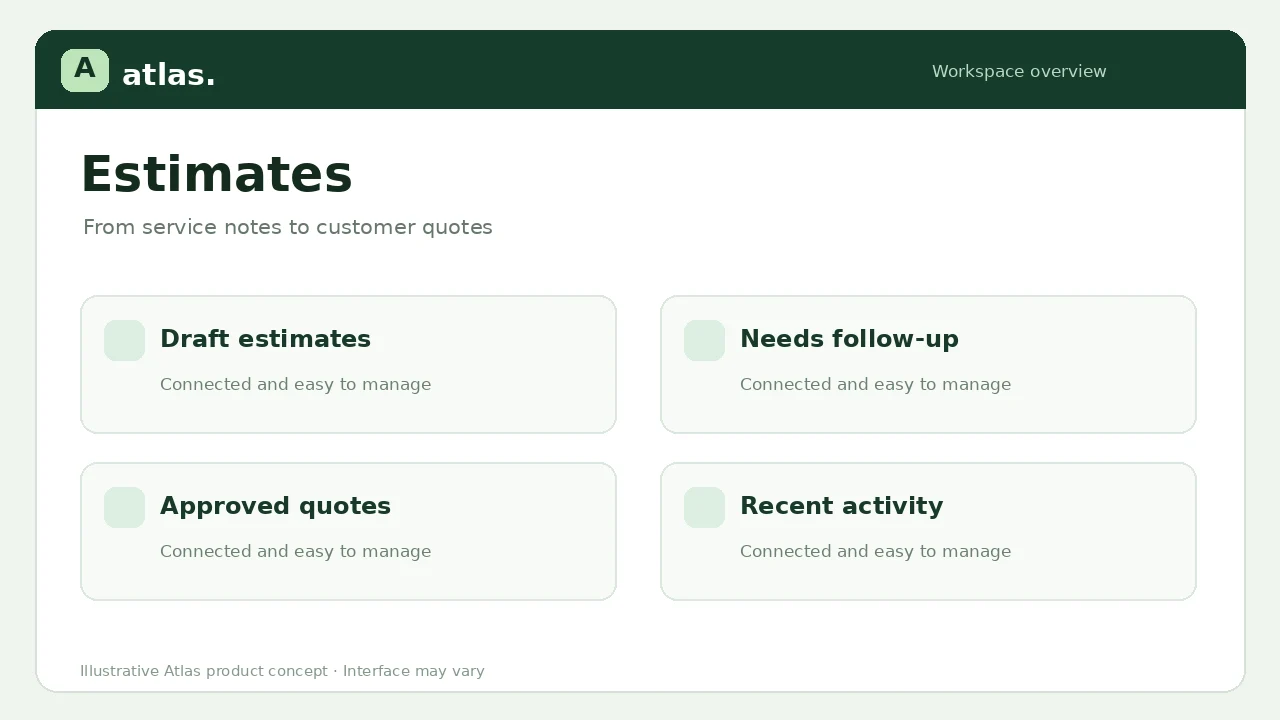 A atlas.
Workspace overview
Estimates
From service notes to customer quotes
Draft estimates
Connected and easy to manage
Needs follow-up
Connected and easy to manage
Approved quotes
Connected and easy to manage
Recent activity
Connected and easy to manage
Illustrative Atlas product concept · Interface may vary